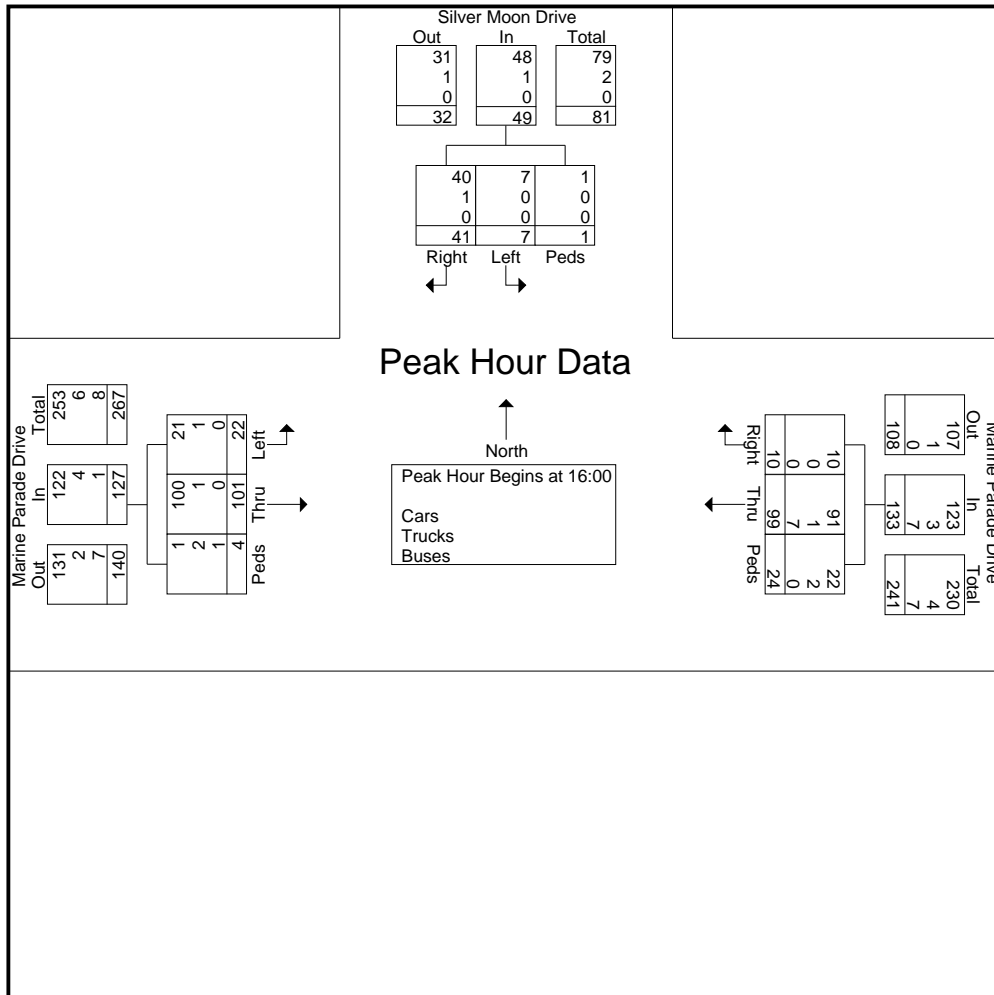 Silver Moon Drive
Out In Total
31 48 79
1 1 2
0 0 0
32 49 81
40 7 1
1 0 0
0 0 0
41 7 1
Right Left Peds
Peak Hour Data
North
Peak Hour Begins at 16:00
Cars
Trucks
Buses
Marine Parade Drive
Out In Total
131 122 253
2 4 6
7 1 8
140 127 267
1 100 21
2 1 1
1 0 0
4 101 22
Peds Thru Left
Marine Parade Drive
Out In Total
107 123 230
1 3 4
0 7 7
108 133 241
10 91 22
0 1 2
0 7 0
10 99 24
Right Thru Peds